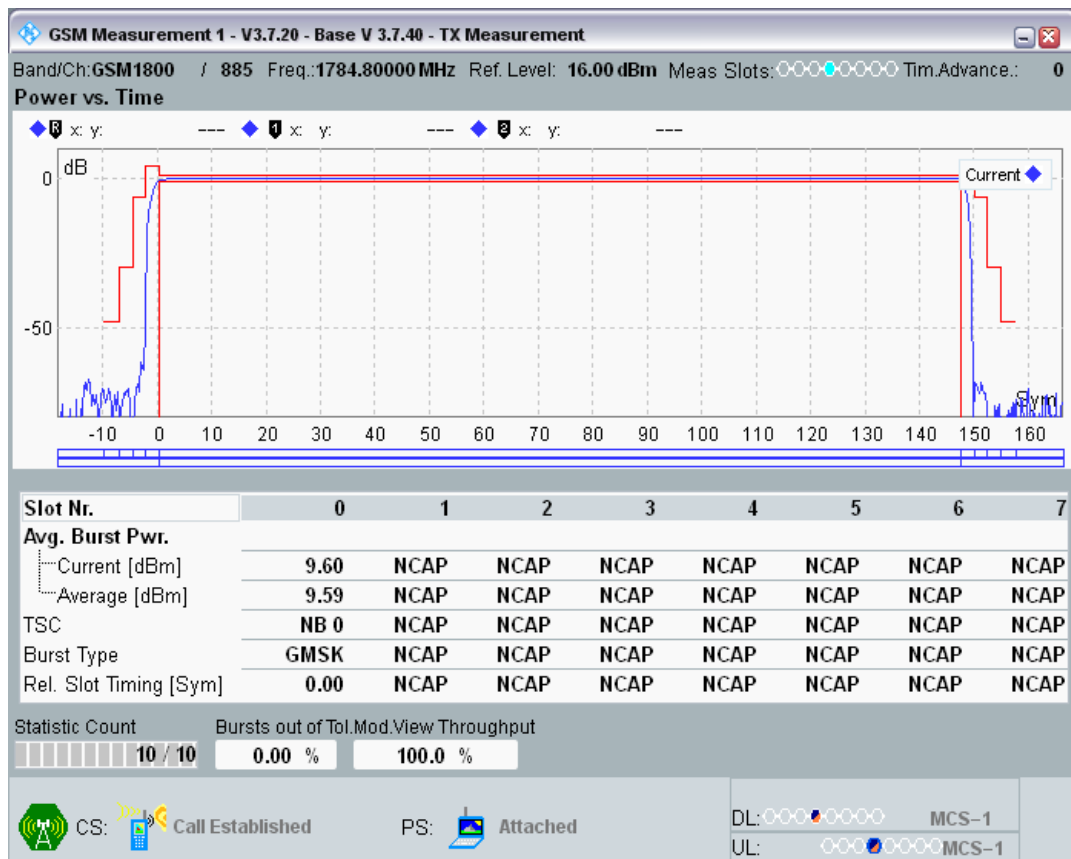 GSM Measurement 1 - V3.7.20 - Base V 3.7.40 - TX Measurement
Band/Ch:GSM1800 / 885 Freq.:1784.80000 MHz Ref. Level: 16.00 dBm Meas Slots: Tim.Advance.: 0
Power vs. Time
R x: y: --- 1 x: y: --- 2 x: y: ---
dB
Current
0
-50
Sym
-10 0 10 20 30 40 50 60 70 80 90 100 110 120 130 140 150 160
Slot Nr. 0 1 2 3 4 5 6 7
Avg. Burst Pwr.
Current [dBm] 9.60 NCAP NCAP NCAP NCAP NCAP NCAP NCAP
Average [dBm] 9.59 NCAP NCAP NCAP NCAP NCAP NCAP NCAP
TSC NB 0 NCAP NCAP NCAP NCAP NCAP NCAP NCAP
Burst Type GMSK NCAP NCAP NCAP NCAP NCAP NCAP NCAP
Rel. Slot Timing [Sym] 0.00 NCAP NCAP NCAP NCAP NCAP NCAP NCAP
Statistic Count Bursts out of Tol.Mod.View Throughput
10 / 10 0.00 % 100.0 %
CS: Call Established PS: Attached
DL: MCS-1
UL: MCS-1